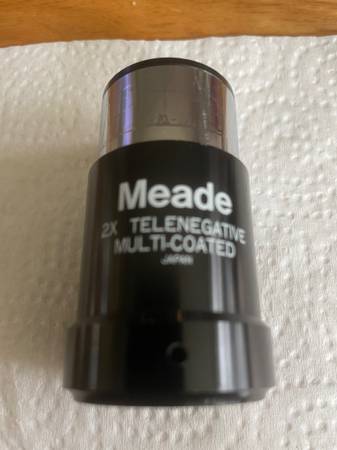 Meade
2X TELENEGATIVE
MULTI-COATED
JAPAN